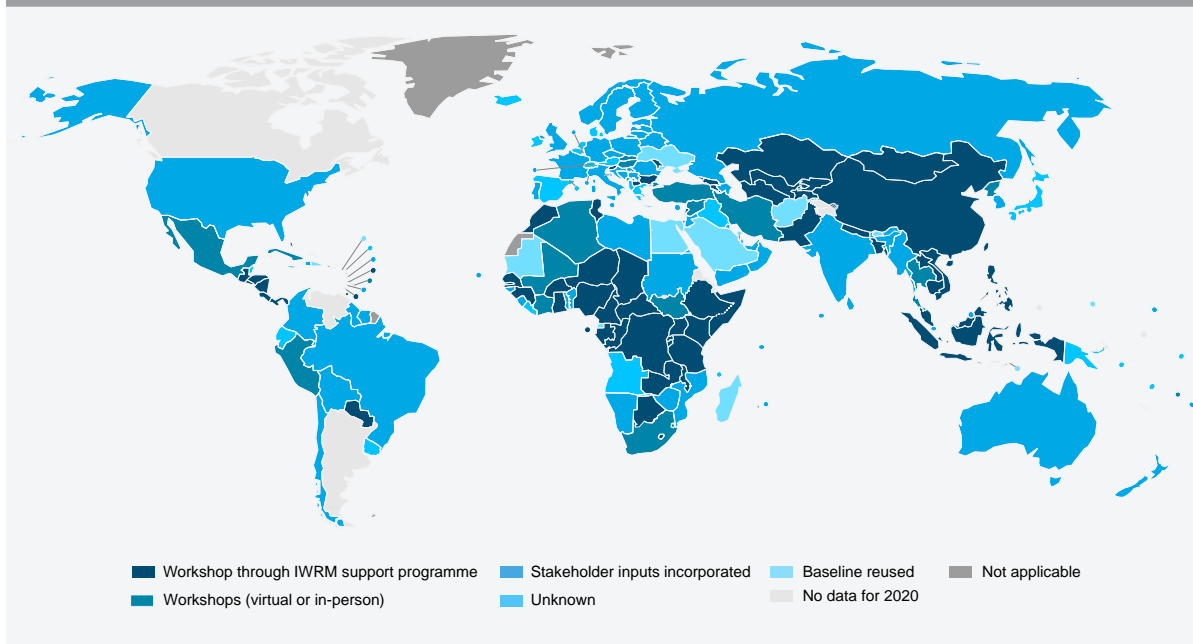 Workshop through IWRM support programme
Workshops (virtual or in-person)
Stakeholder inputs incorporated
Unknown
Baseline reused
No data for 2020
Not applicable